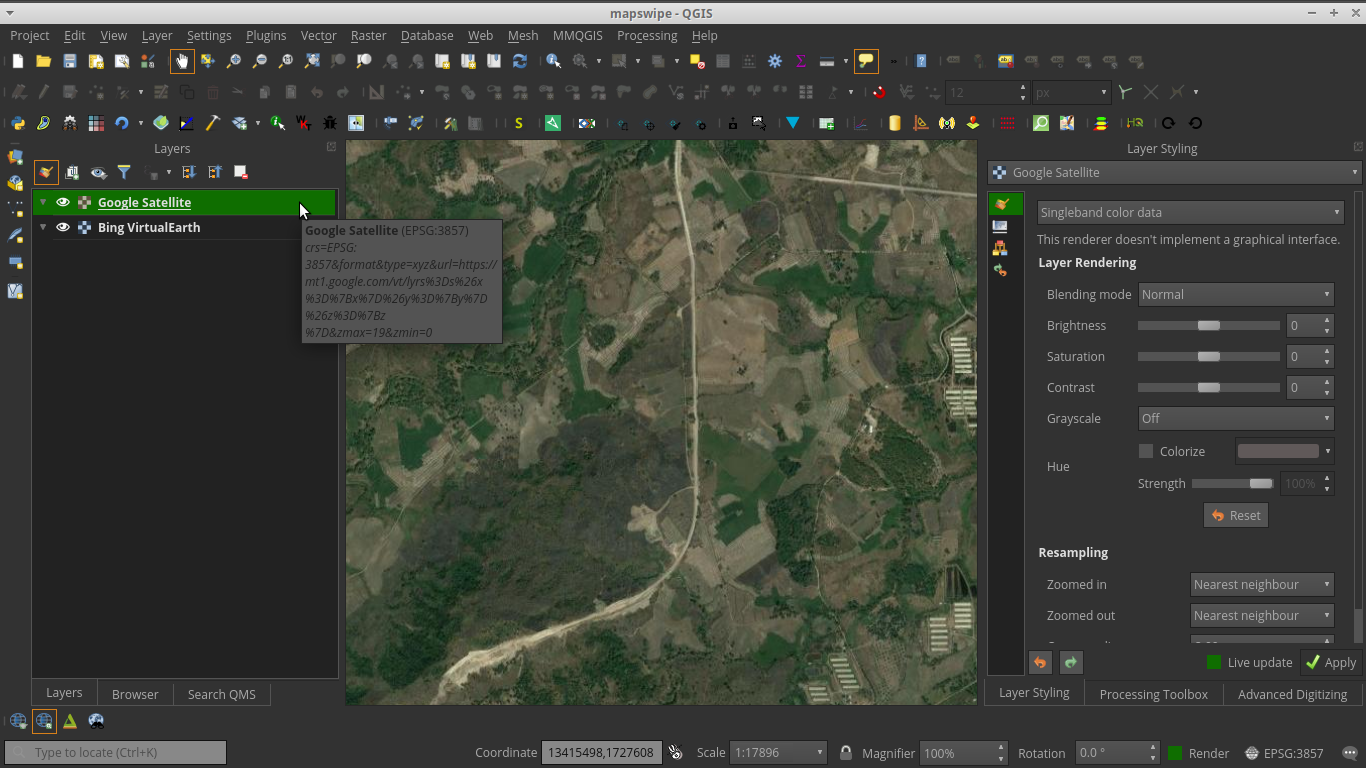 mapswipe - QGIS
Project Edit View Layer Settings Plugins Vector Raster Database Web Mesh MMQGIS Processing Help
12
px
Layers
Google Satellite
Bing VirtualEarth
Google Satellite (EPSG:3857)
crs=EPSG:
3857&format&type=xyz&url=https://
mt1.google.com/vt/lyrs%3Ds%26x
%3D%7Bx%7D%26y%3D%7By%7D
%26z%3D%7Bz
%7D&zmax=19&zmin=0
Layers Browser Search QMS
Layer Styling
Google Satellite
Singleband color data
This renderer doesn't implement a graphical interface.
Layer Rendering
Blending mode Normal
Brightness 0
Saturation 0
Contrast 0
Grayscale Off
Hue
Colorize
Strength 100%
Reset
Resampling
Zoomed in Nearest neighbour
Zoomed out Nearest neighbour
Live update Apply
Layer Styling Processing Toolbox Advanced Digitizing
Type to locate (Ctrl+K) Coordinate 13415498,1727608 Scale 1:17896 Magnifier 100% Rotation 0.0 ° Render EPSG:3857